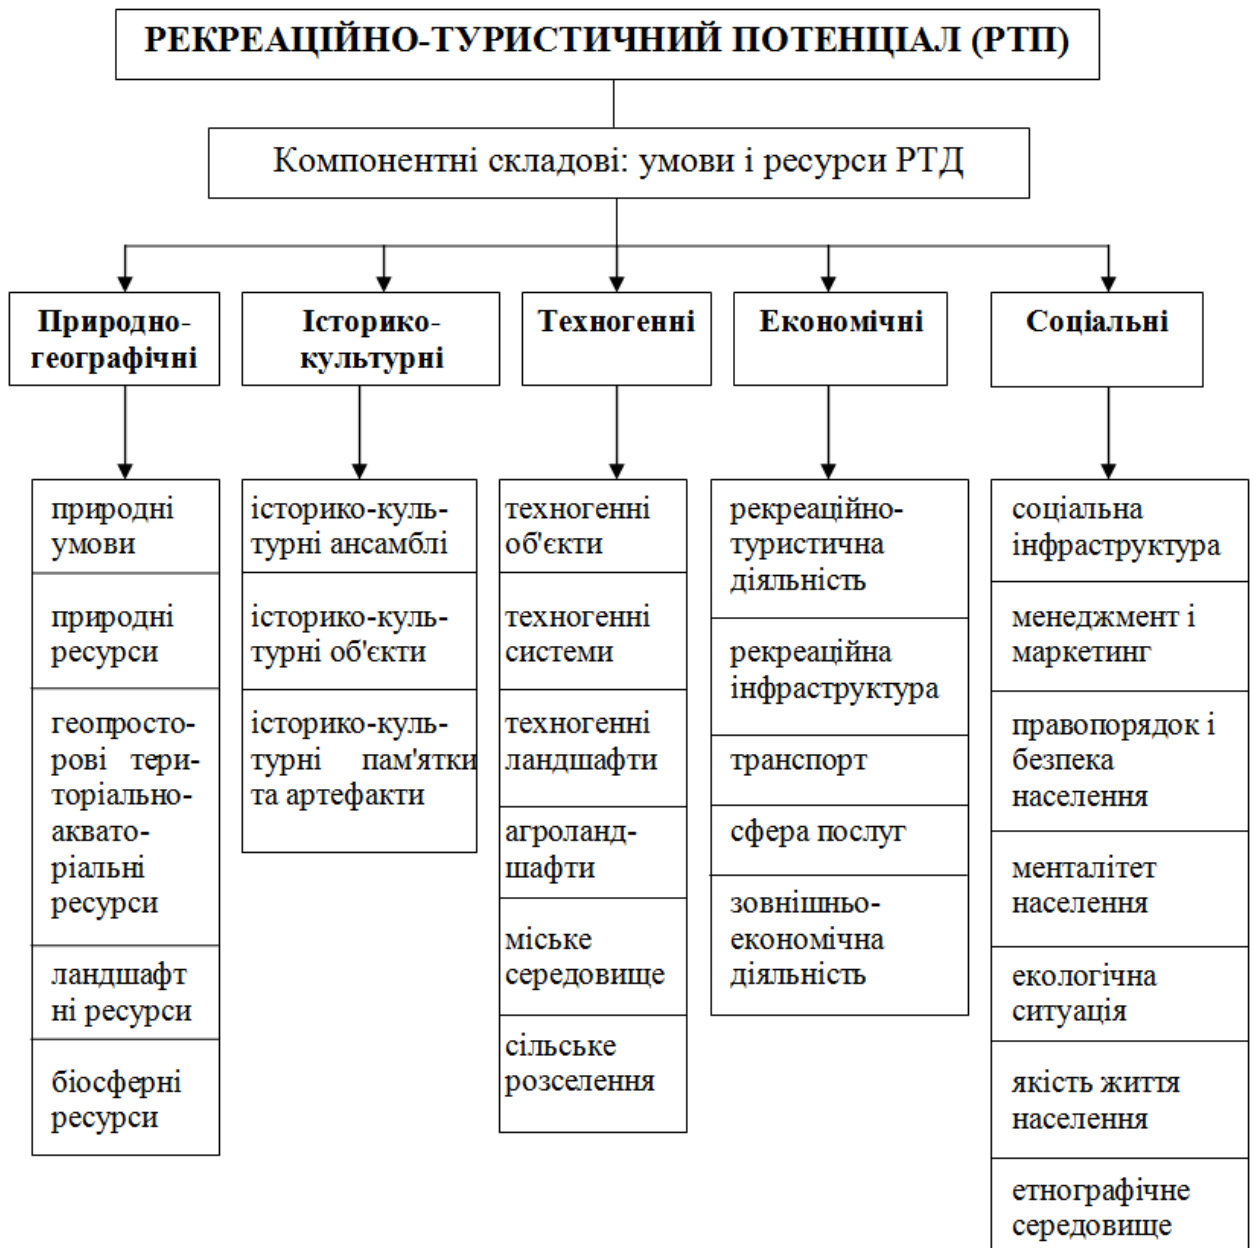 РЕКРЕАЦІЙНО-ТУРИСТИЧНИЙ ПОТЕНЦІАЛ (РТП)
Компонентні складові: умови і ресурси РТД
Природно-
географічні
Історико-
культурні
Техногенні
Економічні
Соціальні
природні
умови
природні
ресурси
геопросто-
рові тери-
торіально-
аквато-
ріальні
ресурси
ландшафт
ні ресурси
біосферні
ресурси
історико-куль-
турні ансамблі
історико-куль-
турні об'єкти
історико-куль-
турні пам'ятки
та артефакти
техногенні
об'єкти
техногенні
системи
техногенні
ландшафти
агроланд-
шафти
міське
середовище
сільське
розселення
рекреаційно-
туристична
діяльність
рекреаційна
інфраструктура
транспорт
сфера послуг
зовнішньо-
економічна
діяльність
соціальна
інфраструктура
менеджмент і
маркетинг
правопорядок і
безпека
населення
менталітет
населення
екологічна
ситуація
якість життя
населення
етнографічне
середовище